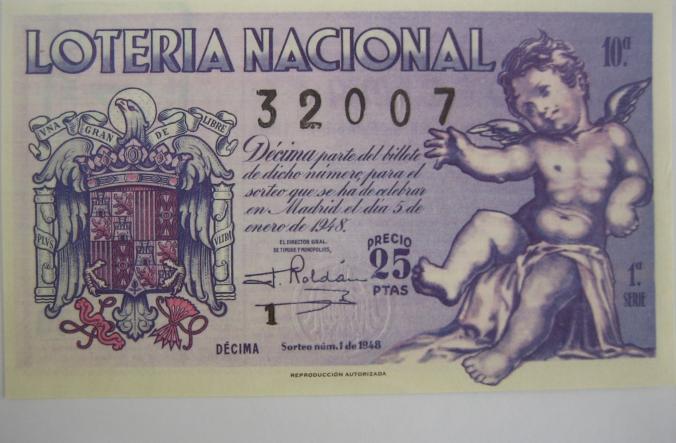 LOTERIA NACIONAL
10ª
32007
UNA GRAN DE LIBRE
Décima parte del billete
de dicho número, para el
sorteo que se ha de celebrar
en Madrid el día 5 de
enero de 1948.
PLVS VLTRA
EL DIRECTOR GRAL.
DE TIMBRE Y MONOPOLIOS,
J. Roldán
PRECIO
25
PTAS
1ª
SERIE
1
DÉCIMA
Sorteo núm. 1 de 1948
REPRODUCCIÓN AUTORIZADA